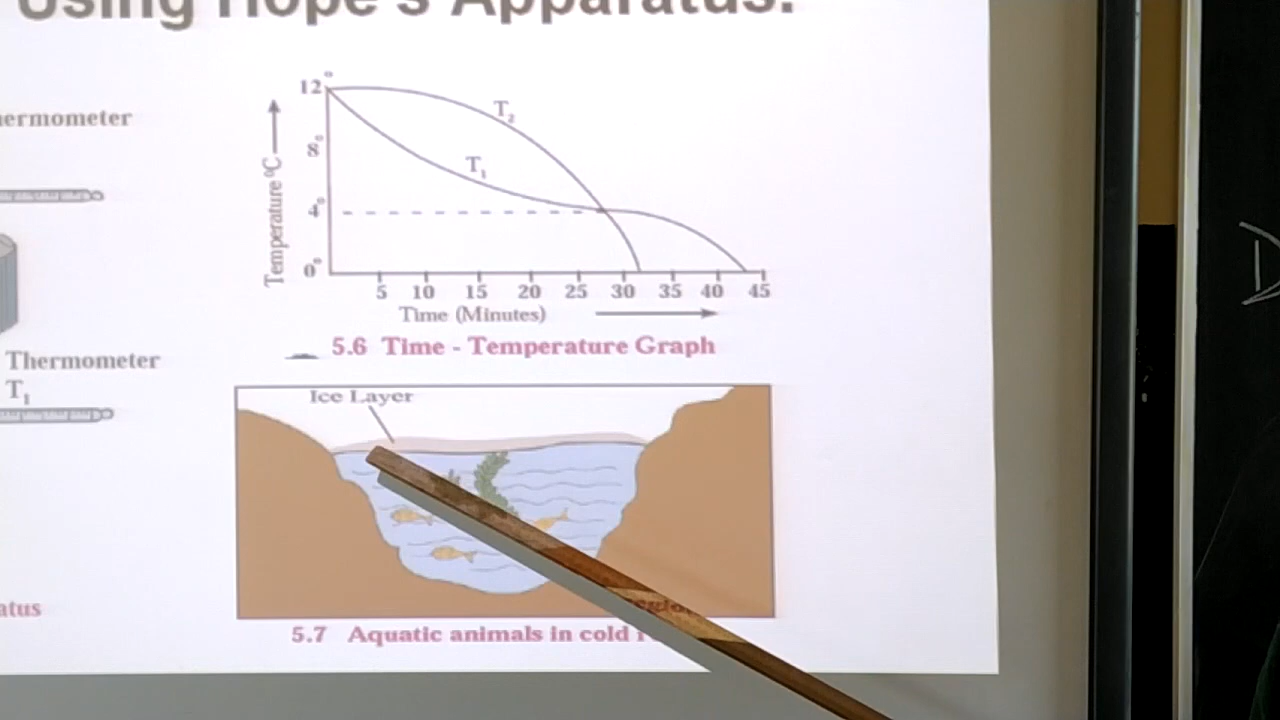 Using Hope's Apparatus.
ermometer
12°
8°
4°
0°
Temperature °C
T2
T1
5 10 15 20 25 30 35 40 45
Time (Minutes)
5.6 Time - Temperature Graph
Thermometer
T1
Ice Layer
atus
5.7 Aquatic animals in cold r